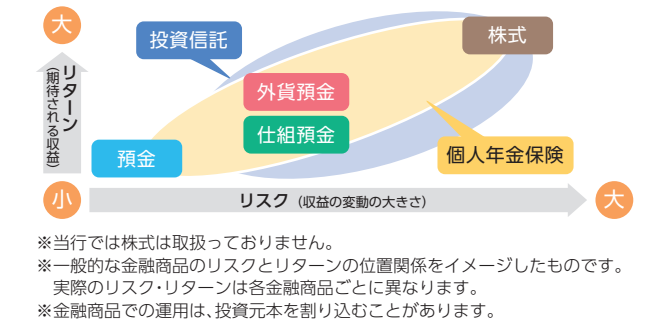 大
投資信託
株式
リターン
(期待される収益)
外貨預金
仕組預金
預金
個人年金保険
小
リスク (収益の変動の大きさ)
大
※当行では株式は取扱っておりません。
※一般的な金融商品のリスクとリターンの位置関係をイメージしたものです。
実際のリスク・リターンは各金融商品ごとに異なります。
※金融商品での運用は、投資元本を割り込むことがあります。